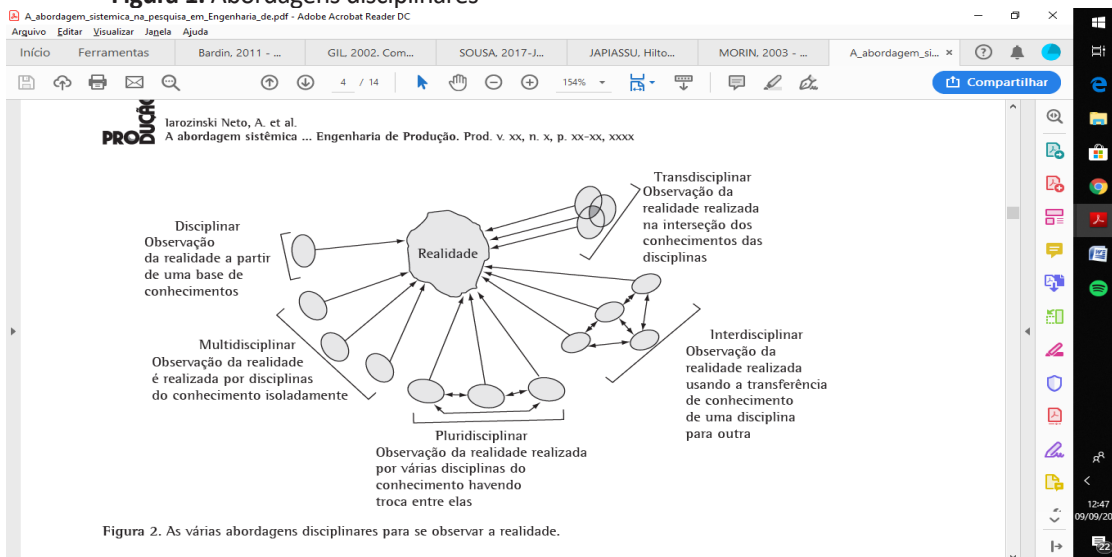 Figura 1. Abordagens disciplinares
A_abordagem_sistemica_na_pesquisa_em_Engenharia_de.pdf - Adobe Acrobat Reader DC
Arquivo Editar Visualizar Janela Ajuda
Início Ferramentas Bardin, 2011 - ... GIL, 2002. Com... SOUSA, 2017-J... JAPIASSU, Hilto... MORIN, 2003 - ... A_abordagem_si... ×
4 / 14 154% Compartilhar
PRODUÇÃO
Iarozinski Neto, A. et al.
A abordagem sistêmica ... Engenharia de Produção. Prod. v. xx, n. x, p. xx-xx, xxxx
Transdisciplinar
Observação da
realidade realizada
na interseção dos
conhecimentos das
disciplinas
Disciplinar
Observação
da realidade a partir
de uma base de
conhecimentos
Realidade
Multidisciplinar
Observação da realidade
é realizada por disciplinas
do conhecimento isoladamente
Interdisciplinar
Observação da
realidade realizada
usando a transferência
de conhecimento
de uma disciplina
para outra
Pluridisciplinar
Observação da realidade realizada
por várias disciplinas do
conhecimento havendo
troca entre elas
Figura 2. As várias abordagens disciplinares para se observar a realidade.
12:47
09/09/20
22